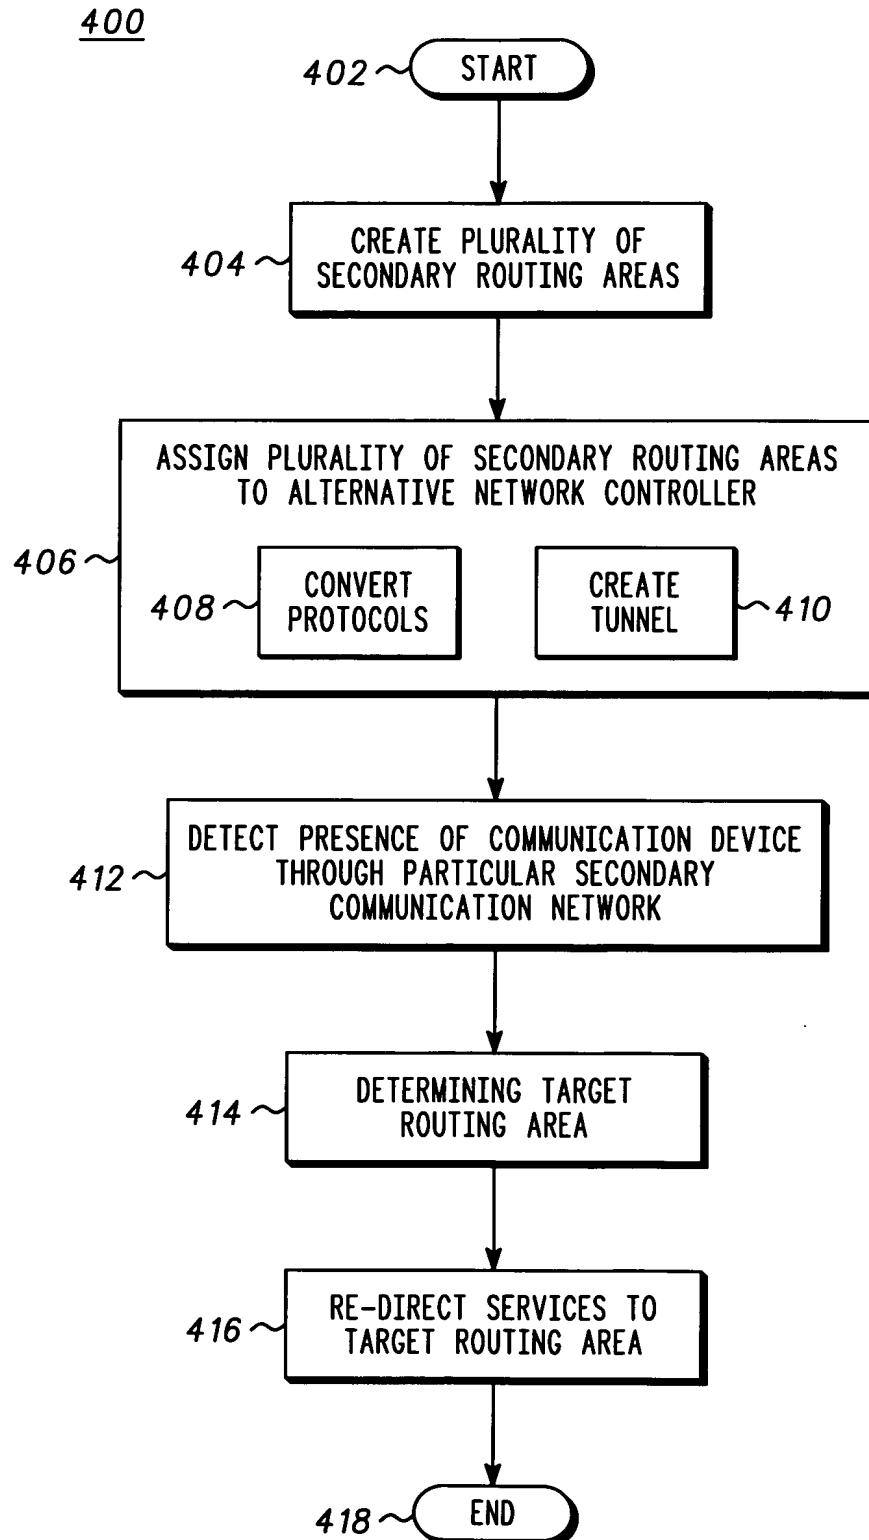 400
402
START
404
CREATE PLURALITY OF
SECONDARY ROUTING AREAS
ASSIGN PLURALITY OF SECONDARY ROUTING AREAS
TO ALTERNATIVE NETWORK CONTROLLER
406
408
CONVERT
PROTOCOLS
CREATE
TUNNEL
410
412
DETECT PRESENCE OF COMMUNICATION DEVICE
THROUGH PARTICULAR SECONDARY
COMMUNICATION NETWORK
414
DETERMINING TARGET
ROUTING AREA
416
RE-DIRECT SERVICES TO
TARGET ROUTING AREA
418
END